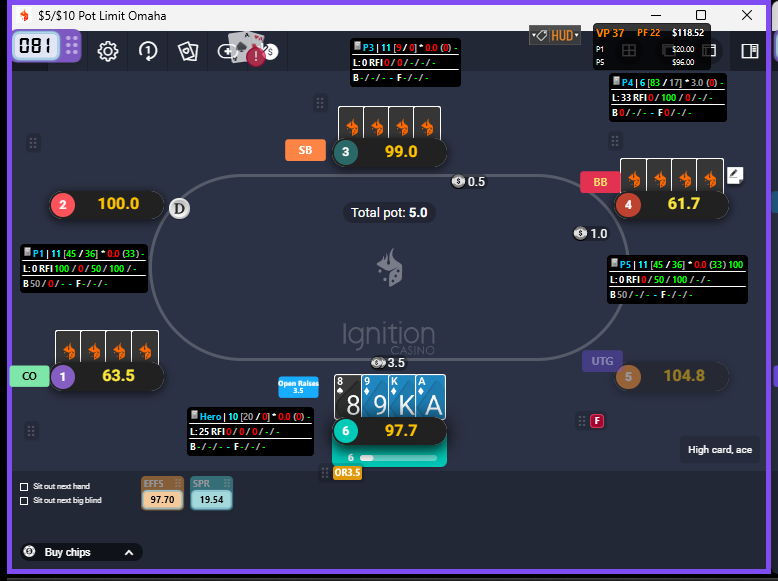 $5/$10 Pot Limit Omaha
081
HUD
VP 37 PF 22 $118.52
P1 $20.00
P5 $96.00
P3 | 11 [9 / 0] * 0.0 (0) -
L: 0 RFI 0 / 0 / - / - / -
B - / - / - - F - / - / -
P4 | 6 [83 / 17] * 3.0 (0) -
L: 33 RFI 0 / 100 / 0 / - / -
B 0 / - / - - F 0 / - / -
SB
3
99.0
0.5
BB
4
61.7
1.0
2
100.0
D
Total pot: 5.0
P1 | 11 [45 / 36] * 0.0 (33) -
L: 0 RFI 100 / 0 / 50 / 100 / -
B 50 / 0 / - - F - / - / -
P5 | 11 [45 / 36] * 0.0 (33) 100
L: 0 RFI 0 / 50 / 100 / - / -
B 50 / - / - - F - / - / -
Ignition
CASINO
3.5
CO
1
63.5
UTG
5
104.8
Open Raises
3.5
8 9 K A
8 9 K A
Hero | 10 [20 / 0] * 0.0 (0) -
L: 25 RFI 0 / 0 / 0 / - / -
B - / - / - - F - / - / -
6
97.7
6
OR3.5
F
High card, ace
Sit out next hand
Sit out next big blind
EFFS
97.70
SPR
19.54
Buy chips